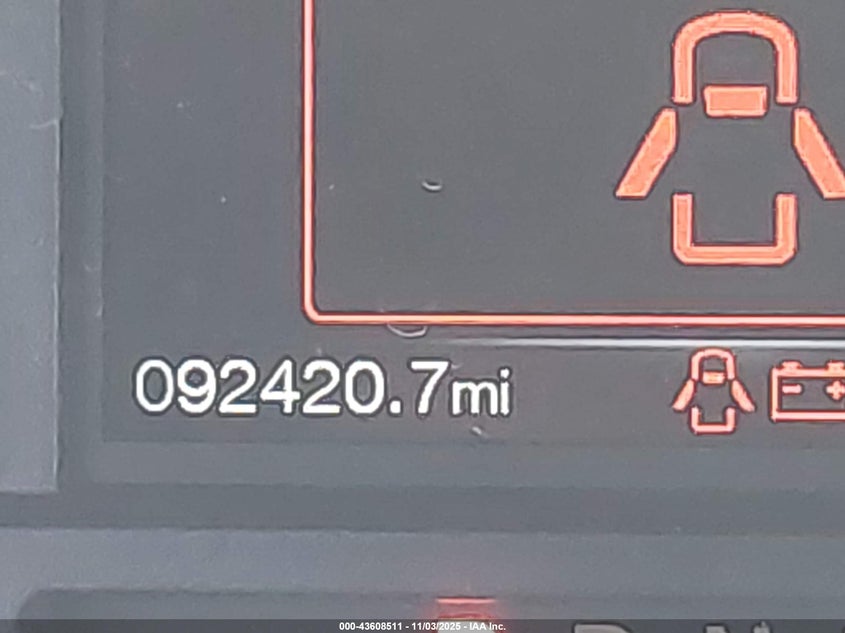 092420.7mi
000-43608511 - 11/03/2025 - IAA Inc.